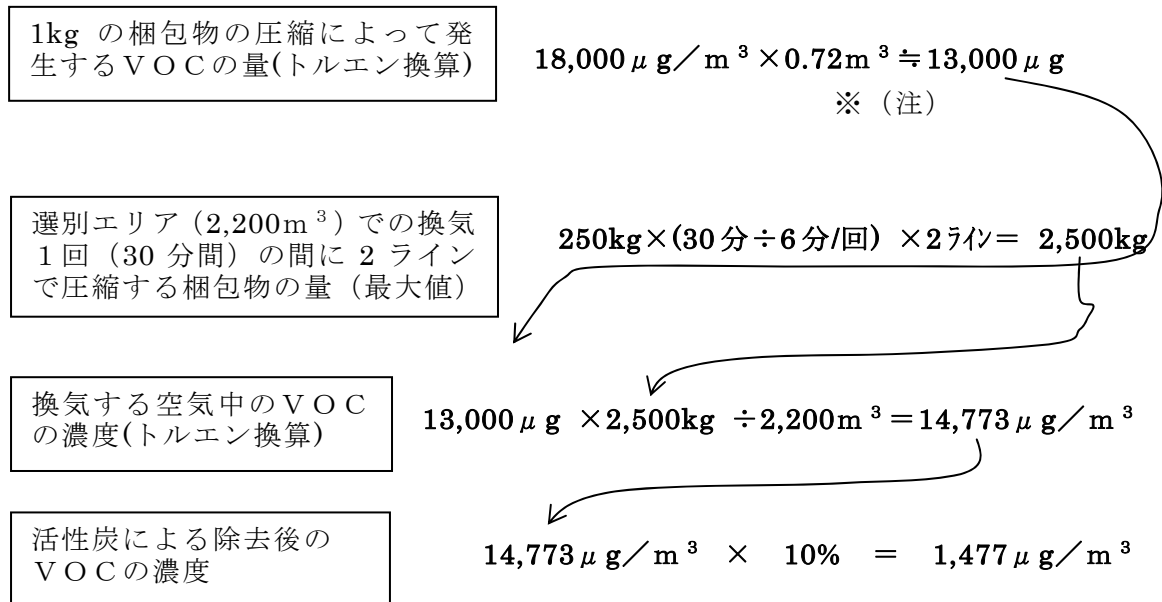 1kg の梱包物の圧縮によって発
生するＶＯＣの量(トルエン換算)
18,000μg／m³×0.72m³≒13,000μg
※（注）
選別エリア（2,200m³）での換気
1回（30 分間）の間に 2 ライン
で圧縮する梱包物の量（最大値）
250kg×(30分÷6分/回) ×2ﾗｲﾝ＝ 2,500kg
換気する空気中のＶＯＣ
の濃度(トルエン換算)
13,000μg ×2,500kg ÷2,200m³＝14,773μg／m³
活性炭による除去後の
ＶＯＣの濃度
14,773μg／m³ × 10% ＝ 1,477μg／m³